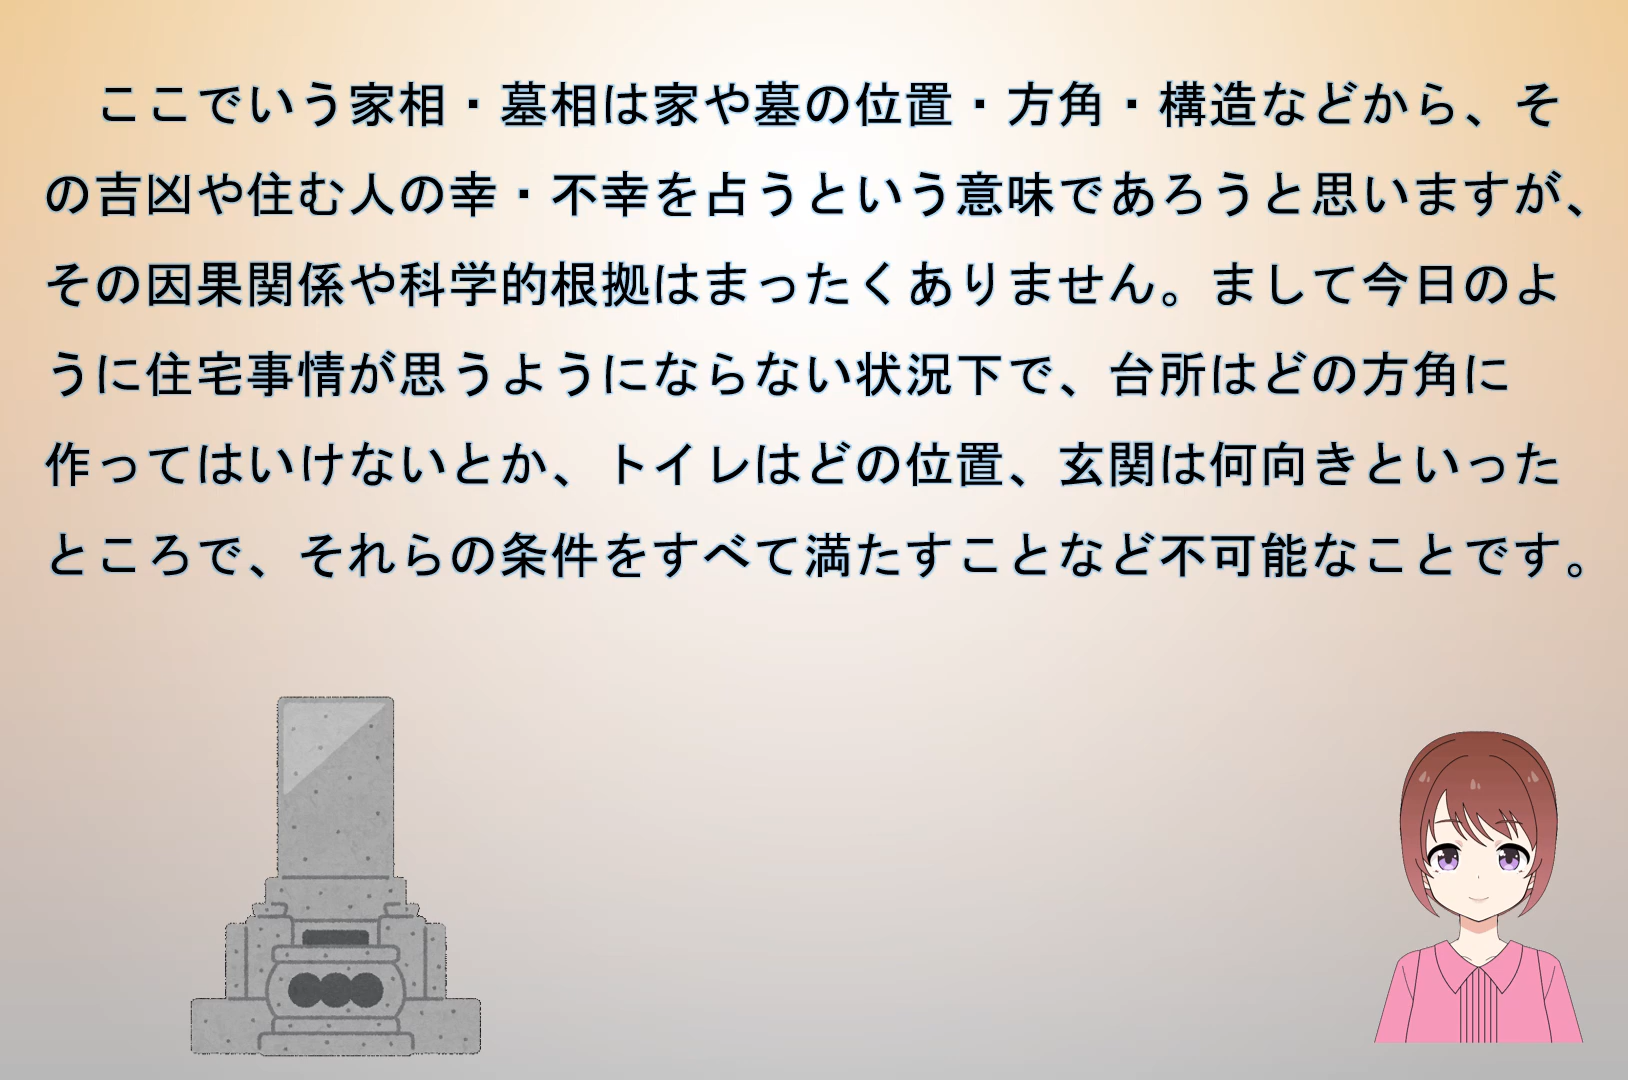 ここでいう家相・墓相は家や墓の位置・方角・構造などから、そ
の吉凶や住む人の幸・不幸を占うという意味であろうと思いますが、
その因果関係や科学的根拠はまったくありません。まして今日のよ
うに住宅事情が思うようにならない状況下で、台所はどの方角に
作ってはいけないとか、トイレはどの位置、玄関は何向きといった
ところで、それらの条件をすべて満たすことなど不可能なことです。